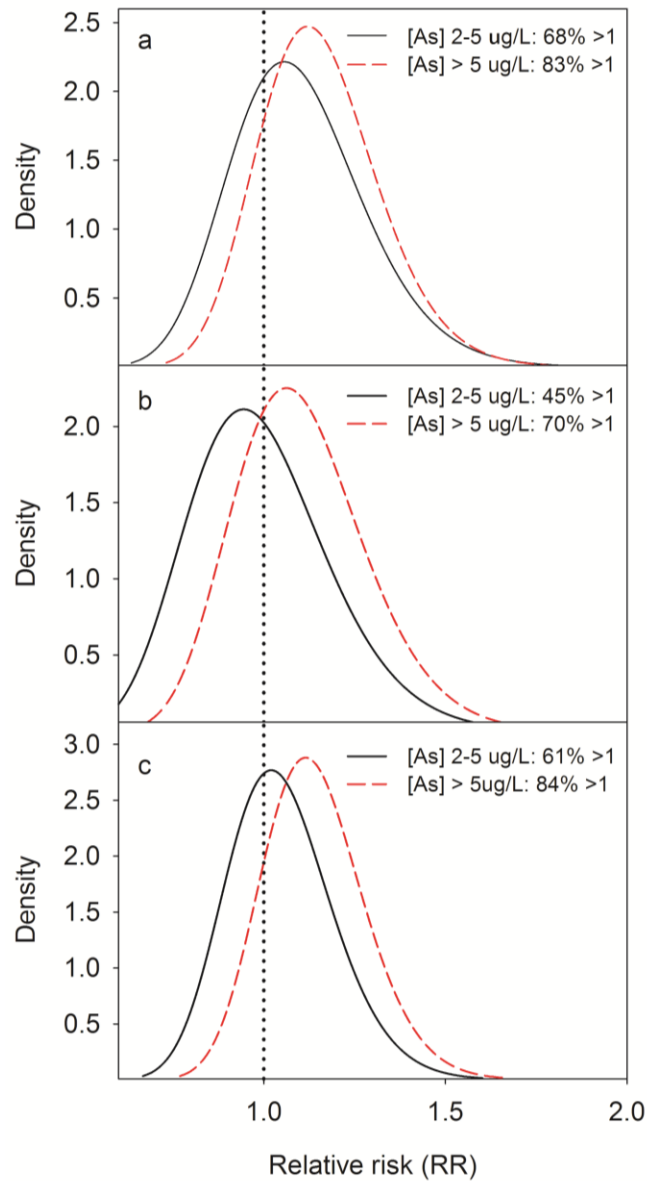 a
[As] 2-5 ug/L: 68% >1
[As] > 5 ug/L: 83% >1
2.5
2.0
1.5
1.0
0.5
Density
b
[As] 2-5 ug/L: 45% >1
[As] > 5 ug/L: 70% >1
2.0
1.5
1.0
0.5
Density
c
[As] 2-5 ug/L: 61% >1
[As] > 5ug/L: 84% >1
3.0
2.5
2.0
1.5
1.0
0.5
Density
1.0 1.5 2.0
Relative risk (RR)